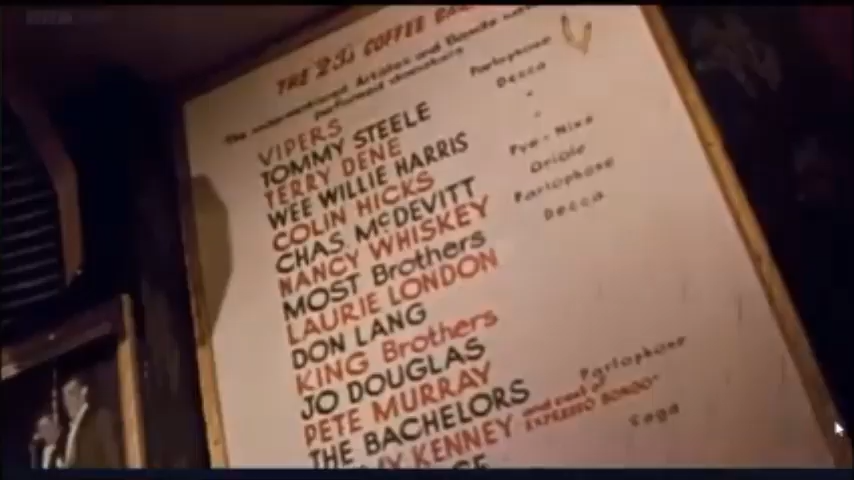 THE "2 I's COFFEE BAR
The undermentioned Artistes and Bands have
performed elsewhere
VIPERS Parlophone
TOMMY STEELE Decca
TERRY DENE "
WEE WILLIE HARRIS "
COLIN HICKS Pye-Nixa
CHAS McDEVITT Oriole
NANCY WHISKEY
MOST Brothers
LAURIE LONDON Parlophone
DON LANG Decca
KING Brothers Parlophone
JO DOUGLAS
PETE MURRAY
THE BACHELORS Parlophone
KENNEY and cast of
EXPRESSO BONGO" Saga